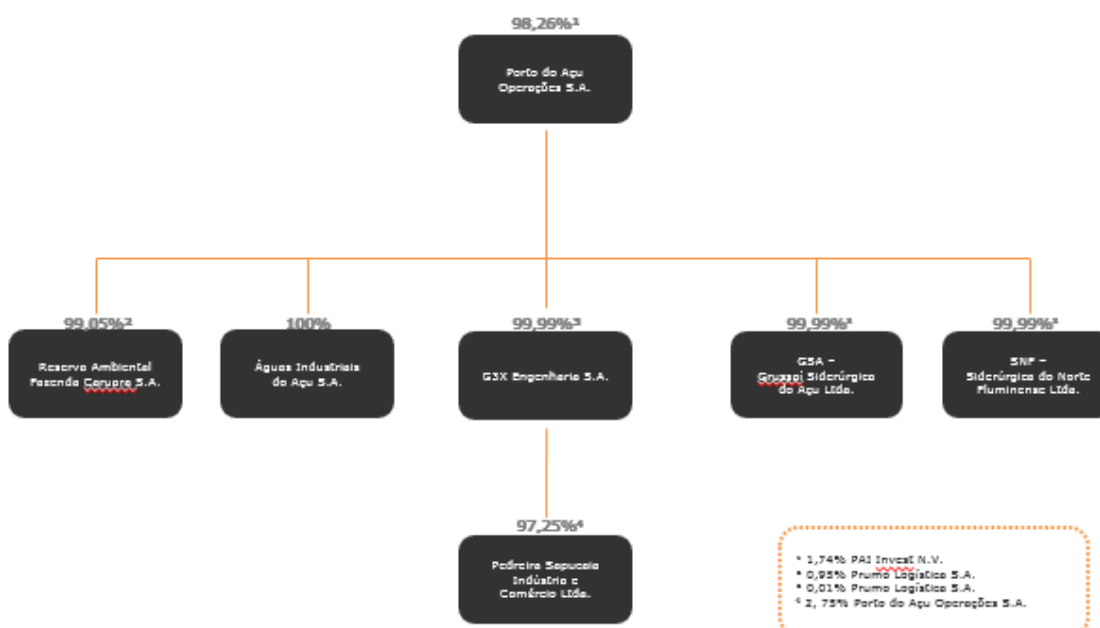 98,26%¹
Porto do Açu
Operações S.A.
99,05%²
100%
99,99%³
99,99%³
99,99%³
Reserva Ambiental
Fazenda Caruara S.A.
Águas Industriais
do Açu S.A.
G3X Engenharia S.A.
GSA –
Grussaí Siderúrgica
do Açu Ltda.
SNF –
Siderúrgica do Norte
Fluminense Ltda.
97,25%⁴
Pedreira Sapucaia
Indústria e
Comércio Ltda.
¹ 1,74% PAI Invest N.V.
² 0,95% Prumo Logística S.A.
³ 0,01% Prumo Logística S.A.
⁴ 2, 75% Porto do Açu Operações S.A.